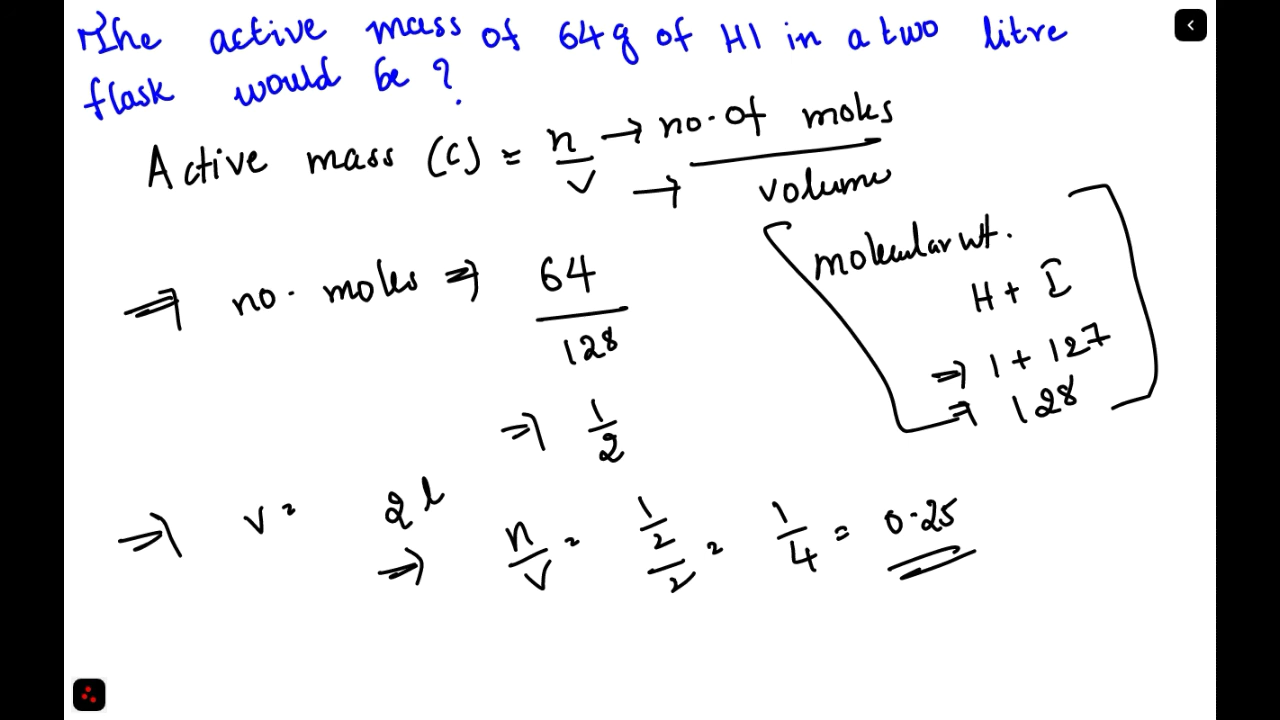 The active mass of 64g of HI in a two litre
flask would be ?
Active mass (C) = n/v → no. of moles
→ volume
⇒ no. moles ⇒ 64/128
⇒ 1/2
molecular wt.
H + I
⇒ 1 + 127
⇒ 128
⇒ v = 2 l
⇒ n/v = 1/2/2 = 1/4 = 0.25